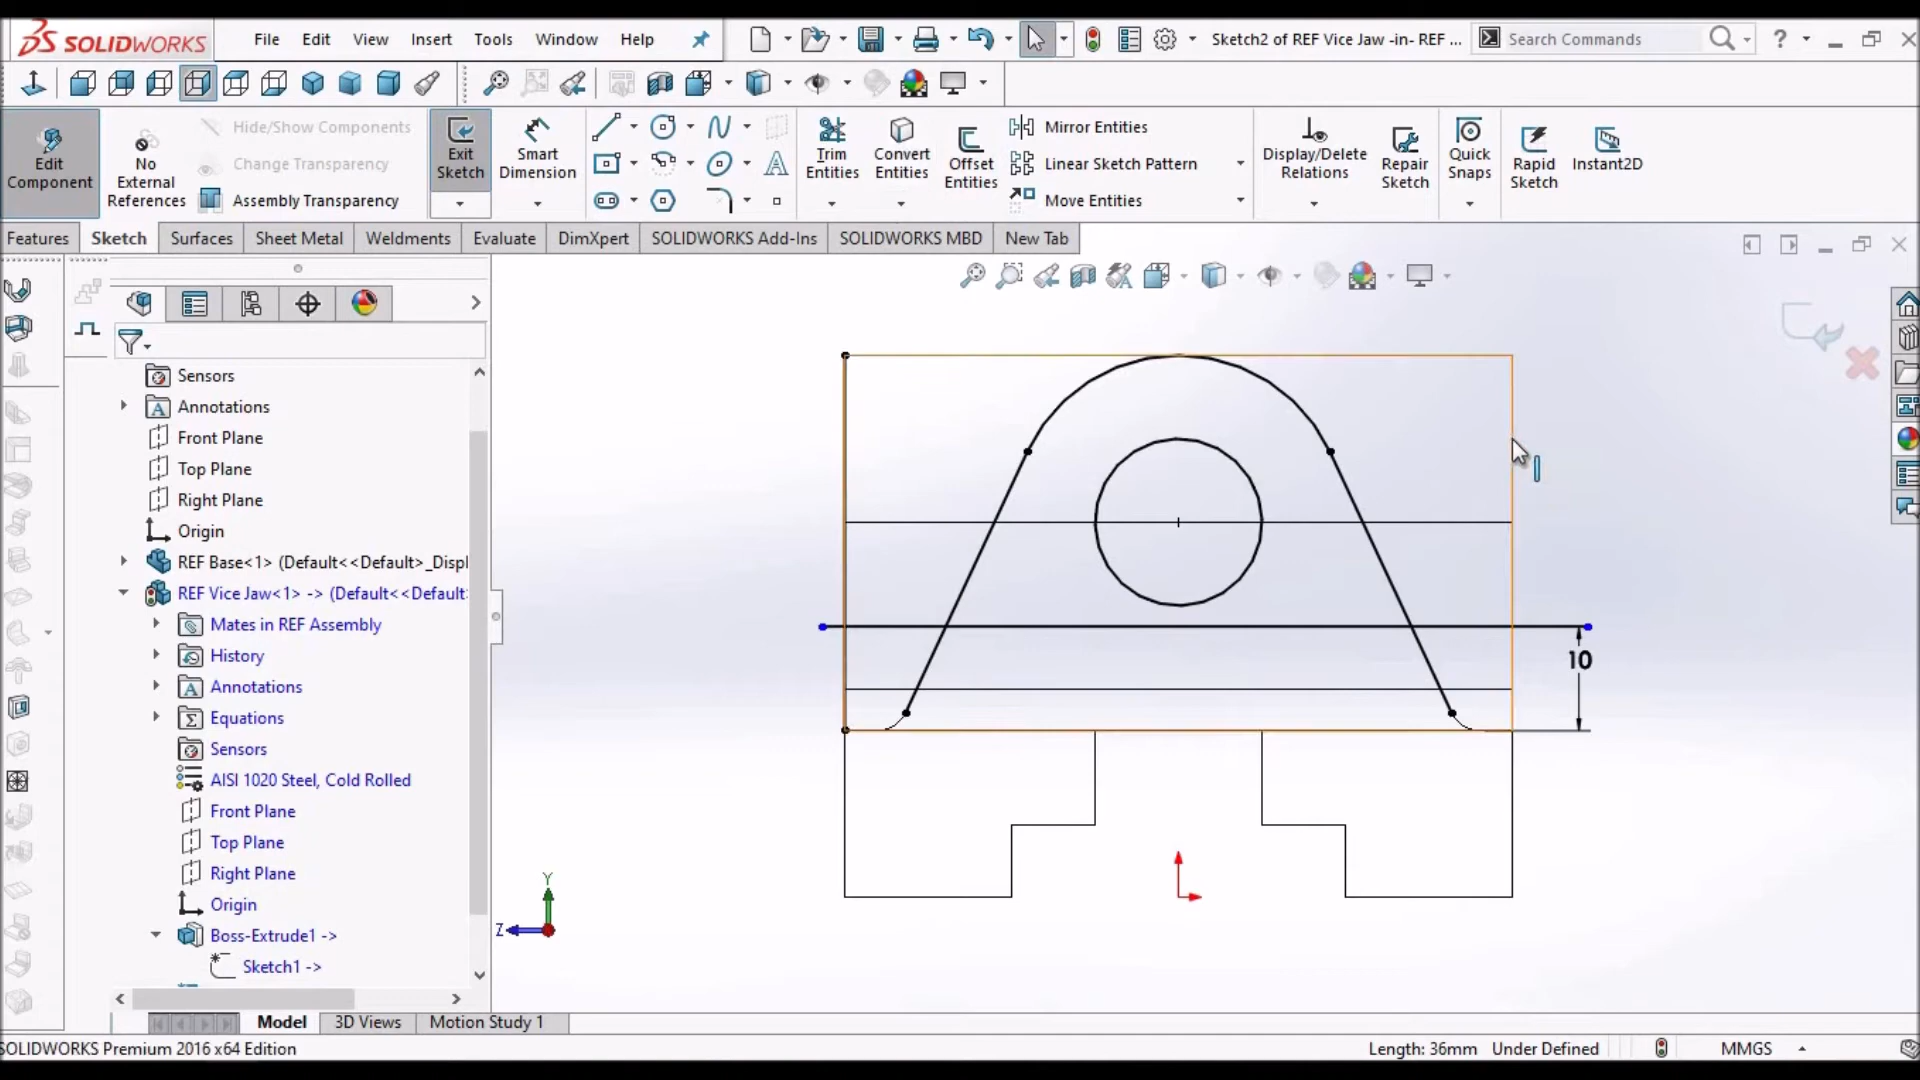 SOLIDWORKS File Edit View Insert Tools Window Help Sketch2 of REF Vice Jaw -in- REF ... Search Commands ?
Edit Component
No External References
Hide/Show Components
Change Transparency
Assembly Transparency
Exit Sketch
Smart Dimension
Trim Entities
Convert Entities
Offset Entities
Mirror Entities
Linear Sketch Pattern
Move Entities
Display/Delete Relations
Repair Sketch
Quick Snaps
Rapid Sketch
Instant2D
Features Sketch Surfaces Sheet Metal Weldments Evaluate DimXpert SOLIDWORKS Add-Ins SOLIDWORKS MBD New Tab
Sensors
Annotations
Front Plane
Top Plane
Right Plane
Origin
REF Base<1> (Default<<Default>_Displ
REF Vice Jaw<1> -> (Default<<Default
Mates in REF Assembly
History
Annotations
Equations
Sensors
AISI 1020 Steel, Cold Rolled
Front Plane
Top Plane
Right Plane
Origin
Boss-Extrude1 ->
Sketch1 ->
10
Y
Z
Model 3D Views Motion Study 1
SOLIDWORKS Premium 2016 x64 Edition Length: 36mm Under Defined MMGS